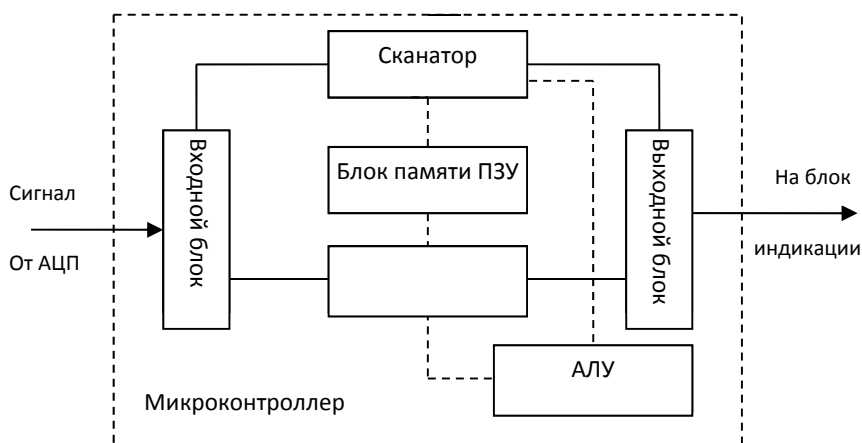 Сканатор
Входной блок
Блок памяти ПЗУ
Выходной блок
Сигнал
От АЦП
На блок
индикации
АЛУ
Микроконтроллер